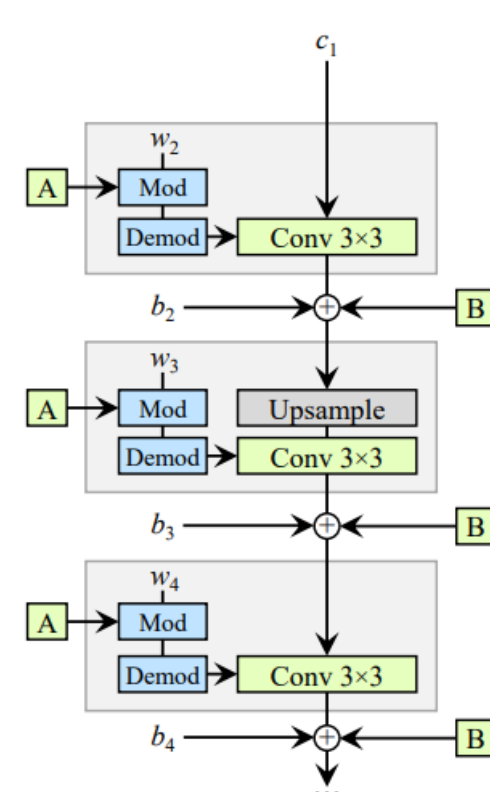 c₁
w₂
A Mod
Demod Conv 3×3
b₂ + B
w₃
A Mod Upsample
Demod Conv 3×3
b₃ + B
w₄
A Mod
Demod Conv 3×3
b₄ + B